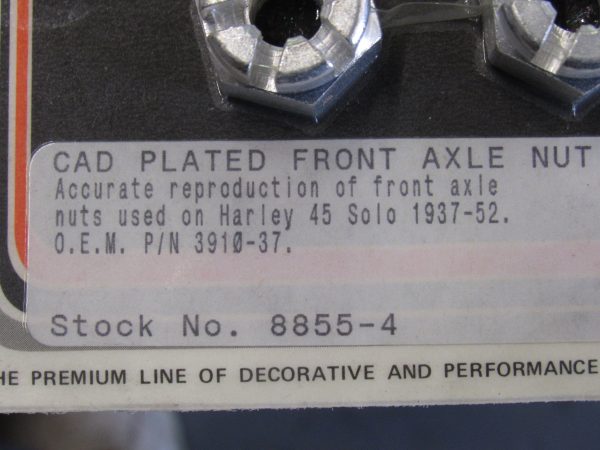 CAD PLATED FRONT AXLE NUT
Accurate reproduction of front axle
nuts used on Harley 45 Solo 1937-52.
O.E.M. P/N 3910-37.
Stock No. 8855-4
HE PREMIUM LINE OF DECORATIVE AND PERFORMANCE